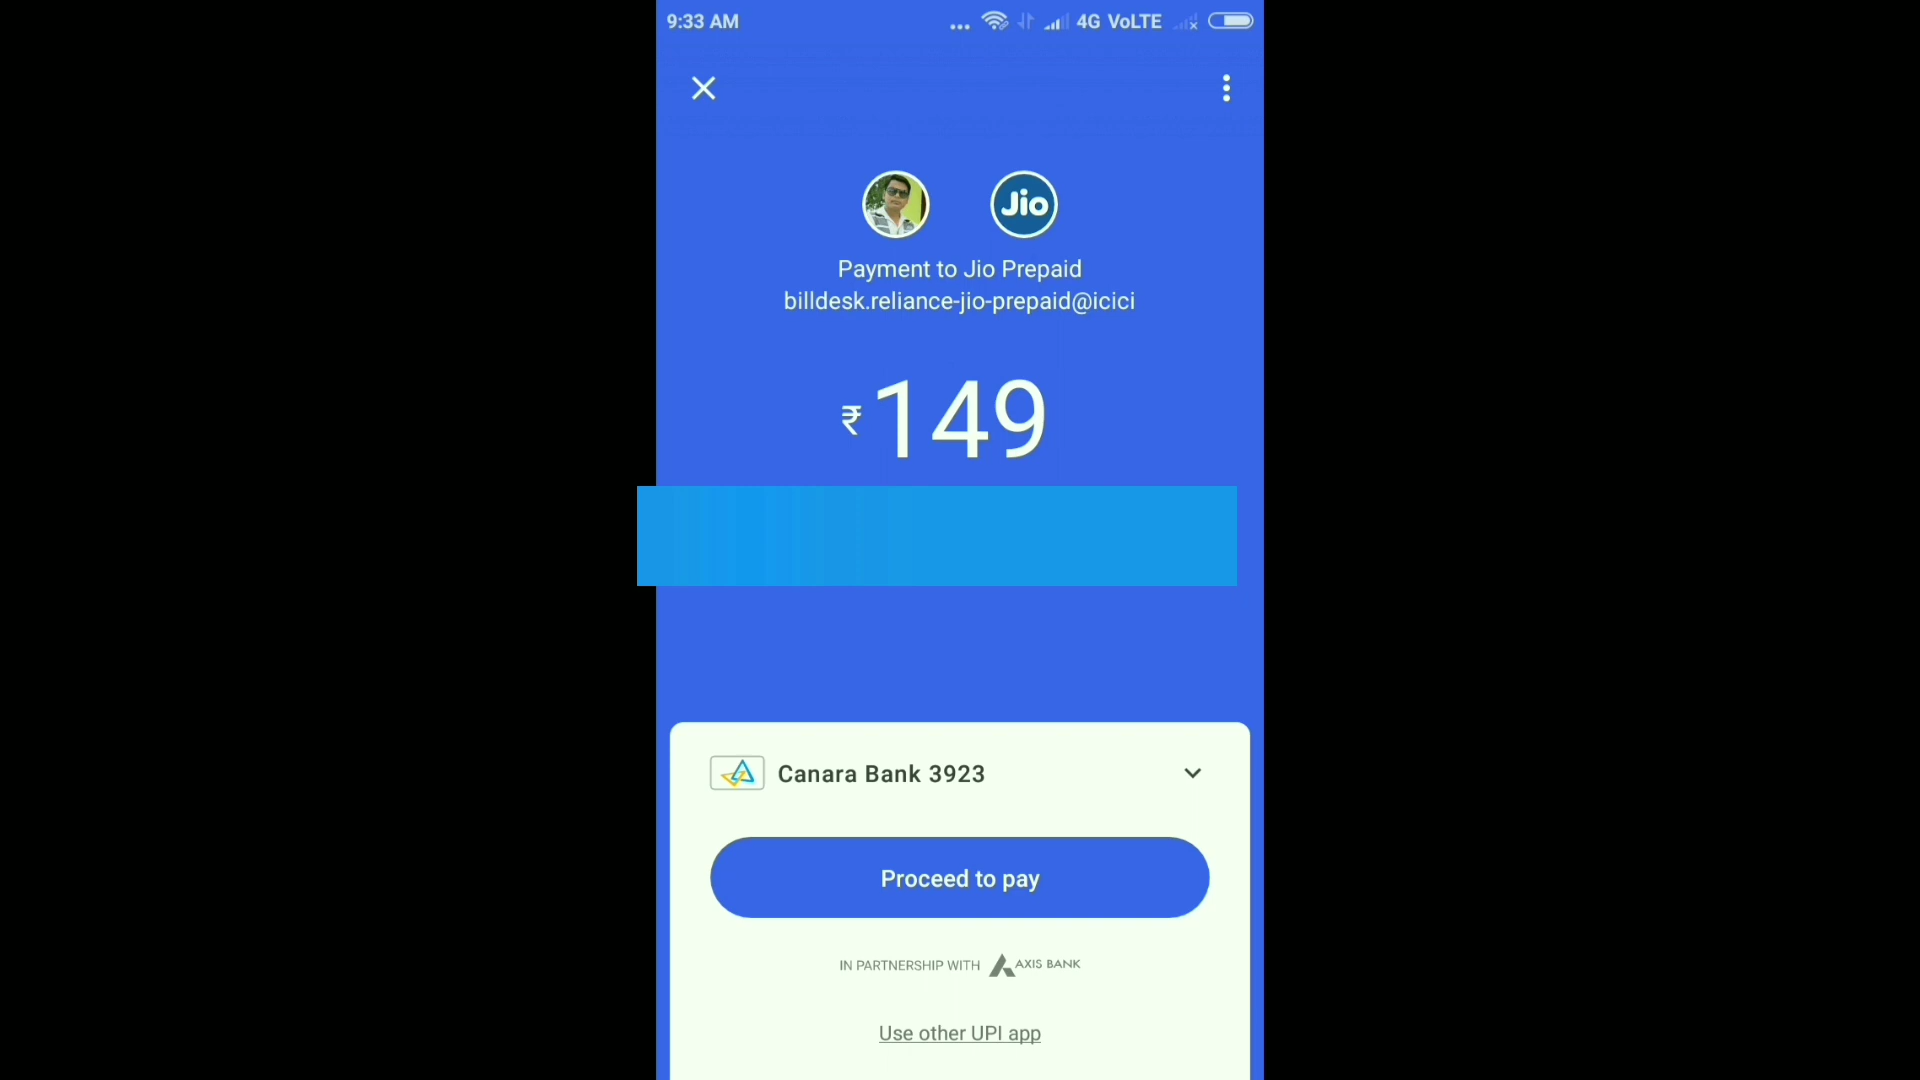 9:33 AM
4G VoLTE
Jio
Payment to Jio Prepaid
billdesk.reliance-jio-prepaid@icici
₹149
Canara Bank 3923
Proceed to pay
IN PARTNERSHIP WITH AXIS BANK
Use other UPI app